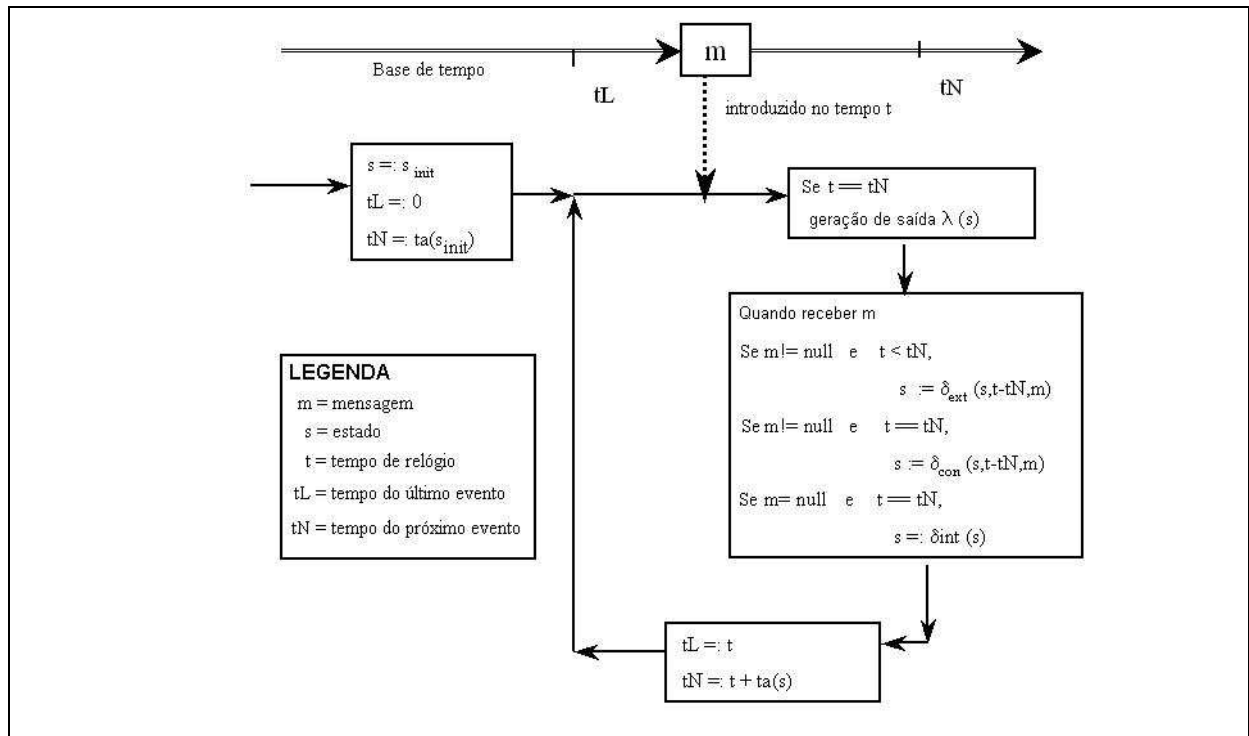 m
Base de tempo
tL
tN
introduzido no tempo t
s =: s init
tL =: 0
tN =: ta(s init)
Se t == tN
geração de saída λ (s)
Quando receber m
Se m!= null e t < tN,
s := δ ext (s,t-tN,m)
Se m!= null e t == tN,
s := δ con (s,t-tN,m)
Se m= null e t == tN,
s =: δint (s)
LEGENDA
m = mensagem
s = estado
t = tempo de relógio
tL = tempo do último evento
tN = tempo do próximo evento
tL =: t
tN =: t + ta(s)